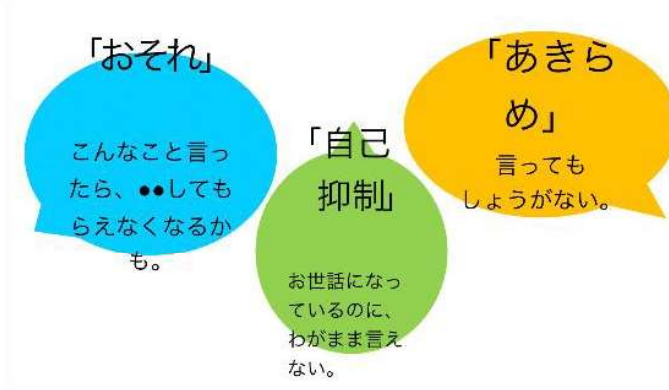 「おそれ」
こんなこと言っ
たら、●●しても
らえなくなるか
も。
「自己
抑制」
お世話になっ
ているのに、
わがまま言え
ない。
「あきら
め」
言っても
しょうがない。